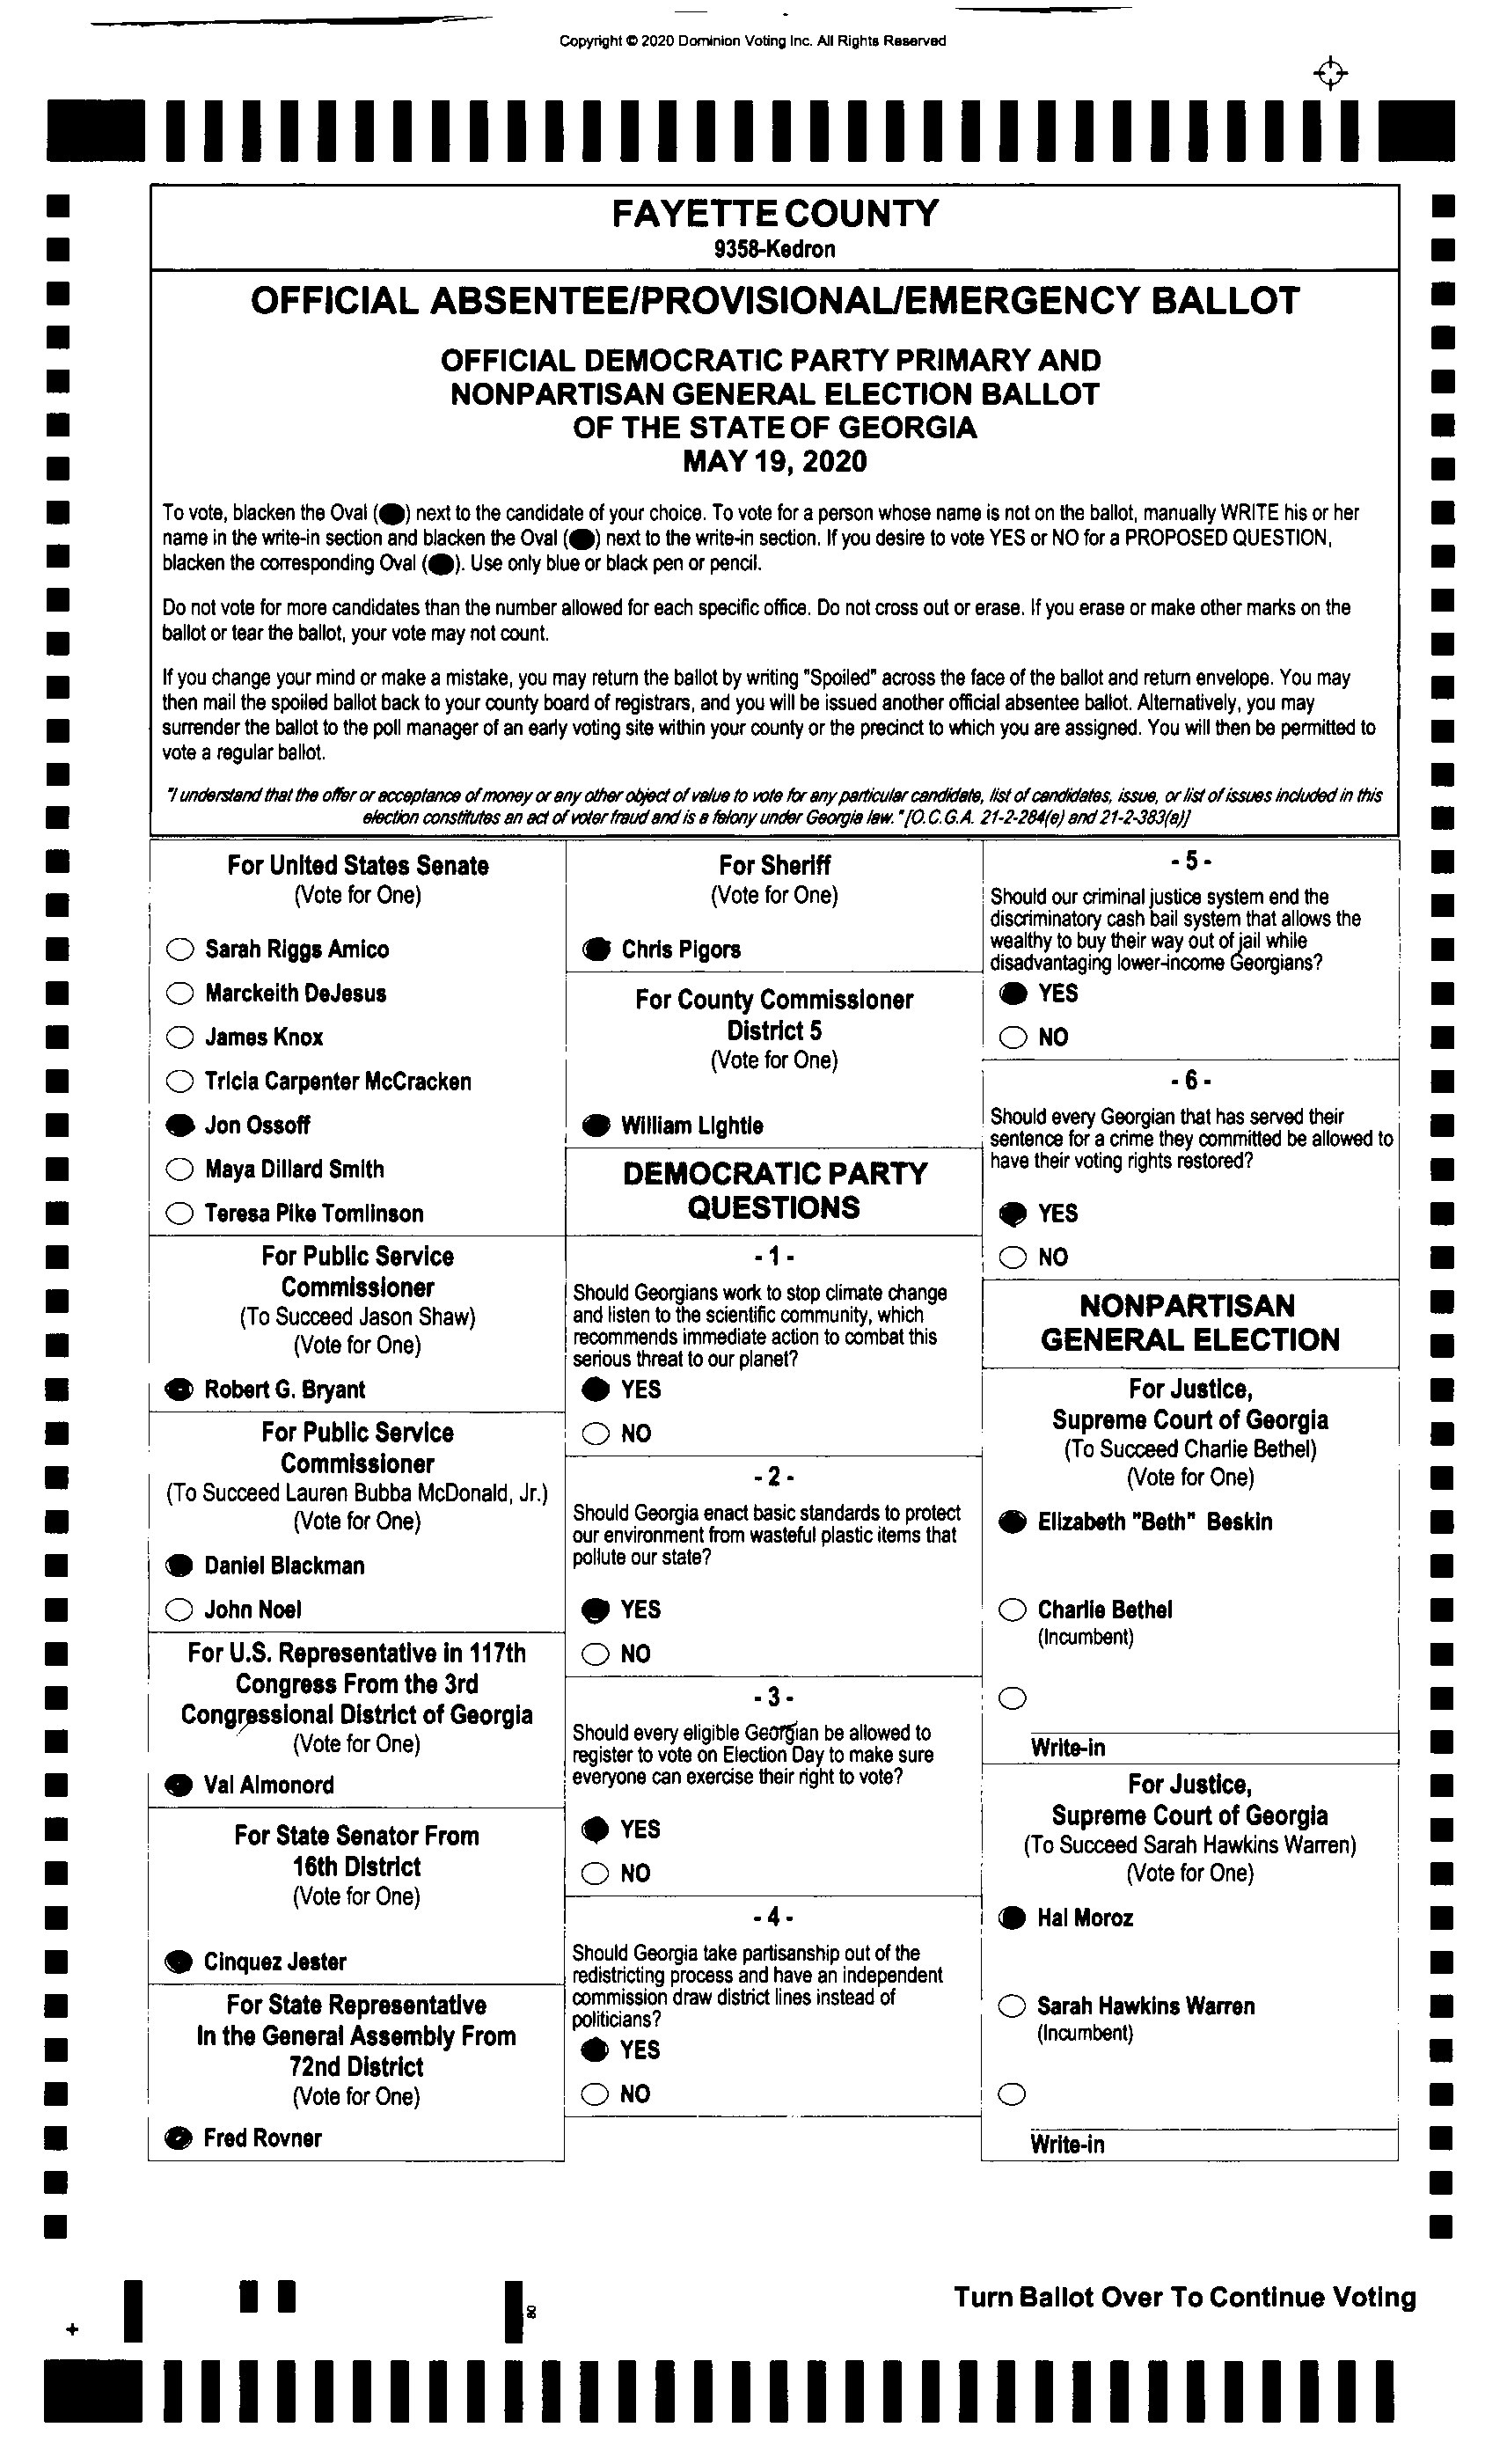 Copyright © 2020 Dominion Voting Inc. All Rights Reserved
FAYETTE COUNTY
9358-Kedron
OFFICIAL ABSENTEE/PROVISIONAL/EMERGENCY BALLOT
OFFICIAL DEMOCRATIC PARTY PRIMARY AND
NONPARTISAN GENERAL ELECTION BALLOT
OF THE STATE OF GEORGIA
MAY 19, 2020
To vote, blacken the Oval ( ) next to the candidate of your choice. To vote for a person whose name is not on the ballot, manually WRITE his or her
name in the write-in section and blacken the Oval ( ) next to the write-in section. If you desire to vote YES or NO for a PROPOSED QUESTION,
blacken the corresponding Oval ( ). Use only blue or black pen or pencil.
Do not vote for more candidates than the number allowed for each specific office. Do not cross out or erase. If you erase or make other marks on the
ballot or tear the ballot, your vote may not count.
If you change your mind or make a mistake, you may return the ballot by writing "Spoiled" across the face of the ballot and return envelope. You may
then mail the spoiled ballot back to your county board of registrars, and you will be issued another official absentee ballot. Alternatively, you may
surrender the ballot to the poll manager of an early voting site within your county or the precinct to which you are assigned. You will then be permitted to
vote a regular ballot.
"I understand that the offer or acceptance of money or any other object of value to vote for any particular candidate, list of candidates, issue, or list of issues included in this
election constitutes an act of voter fraud and is a felony under Georgia law." [O.C.G.A. 21-2-284(e) and 21-2-383(a)]
For United States Senate
(Vote for One)
Sarah Riggs Amico
Marckeith DeJesus
James Knox
Tricia Carpenter McCracken
Jon Ossoff
Maya Dillard Smith
Teresa Pike Tomlinson
For Public Service
Commissioner
(To Succeed Jason Shaw)
(Vote for One)
Robert G. Bryant
For Public Service
Commissioner
(To Succeed Lauren Bubba McDonald, Jr.)
(Vote for One)
Daniel Blackman
John Noel
For U.S. Representative in 117th
Congress From the 3rd
Congressional District of Georgia
(Vote for One)
Val Almonord
For State Senator From
16th District
(Vote for One)
Cinquez Jester
For State Representative
In the General Assembly From
72nd District
(Vote for One)
Fred Rovner
For Sheriff
(Vote for One)
Chris Pigors
For County Commissioner
District 5
(Vote for One)
William Lightle
DEMOCRATIC PARTY
QUESTIONS
- 1 -
Should Georgians work to stop climate change
and listen to the scientific community, which
recommends immediate action to combat this
serious threat to our planet?
YES
NO
- 2 -
Should Georgia enact basic standards to protect
our environment from wasteful plastic items that
pollute our state?
YES
NO
- 3 -
Should every eligible Georgian be allowed to
register to vote on Election Day to make sure
everyone can exercise their right to vote?
YES
NO
- 4 -
Should Georgia take partisanship out of the
redistricting process and have an independent
commission draw district lines instead of
politicians?
YES
NO
- 5 -
Should our criminal justice system end the
discriminatory cash bail system that allows the
wealthy to buy their way out of jail while
disadvantaging lower-income Georgians?
YES
NO
- 6 -
Should every Georgian that has served their
sentence for a crime they committed be allowed to
have their voting rights restored?
YES
NO
NONPARTISAN
GENERAL ELECTION
For Justice,
Supreme Court of Georgia
(To Succeed Charlie Bethel)
(Vote for One)
Elizabeth "Beth" Beskin
Charlie Bethel
(Incumbent)
Write-in
For Justice,
Supreme Court of Georgia
(To Succeed Sarah Hawkins Warren)
(Vote for One)
Hal Moroz
Sarah Hawkins Warren
(Incumbent)
Write-in
Turn Ballot Over To Continue Voting
80